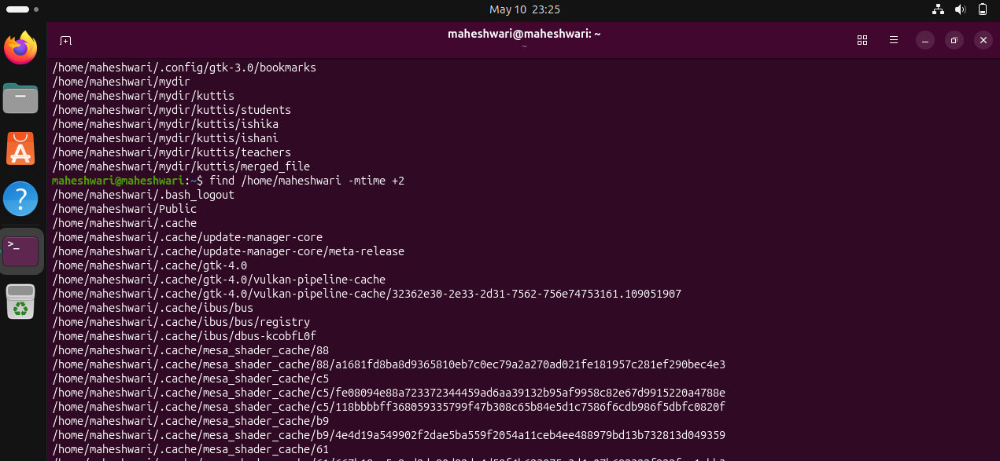 May 10 23:25
maheshwari@maheshwari: ~
~
/home/maheshwari/.config/gtk-3.0/bookmarks
/home/maheshwari/mydir
/home/maheshwari/mydir/kuttis
/home/maheshwari/mydir/kuttis/students
/home/maheshwari/mydir/kuttis/ishika
/home/maheshwari/mydir/kuttis/ishani
/home/maheshwari/mydir/kuttis/teachers
/home/maheshwari/mydir/kuttis/merged_file
maheshwari@maheshwari:~$ find /home/maheshwari -mtime +2
/home/maheshwari/.bash_logout
/home/maheshwari/Public
/home/maheshwari/.cache
/home/maheshwari/.cache/update-manager-core
/home/maheshwari/.cache/update-manager-core/meta-release
/home/maheshwari/.cache/gtk-4.0
/home/maheshwari/.cache/gtk-4.0/vulkan-pipeline-cache
/home/maheshwari/.cache/gtk-4.0/vulkan-pipeline-cache/32362e30-2e33-2d31-7562-756e74753161.109051907
/home/maheshwari/.cache/ibus/bus
/home/maheshwari/.cache/ibus/bus/registry
/home/maheshwari/.cache/ibus/dbus-kcobfL0f
/home/maheshwari/.cache/mesa_shader_cache/88
/home/maheshwari/.cache/mesa_shader_cache/88/a1681fd8ba8d9365810eb7c0ec79a2a270ad021fe181957c281ef290bec4e3
/home/maheshwari/.cache/mesa_shader_cache/c5
/home/maheshwari/.cache/mesa_shader_cache/c5/fe08094e88a723372344459ad6aa39132b95af9958c82e67d9915220a4788e
/home/maheshwari/.cache/mesa_shader_cache/c5/118bbbbff368059335799f47b308c65b84e5d1c7586f6cdb986f5dbfc0820f
/home/maheshwari/.cache/mesa_shader_cache/b9
/home/maheshwari/.cache/mesa_shader_cache/b9/4e4d19a549902f2dae5ba559f2054a11ceb4ee488979bd13b732813d049359
/home/maheshwari/.cache/mesa_shader_cache/61